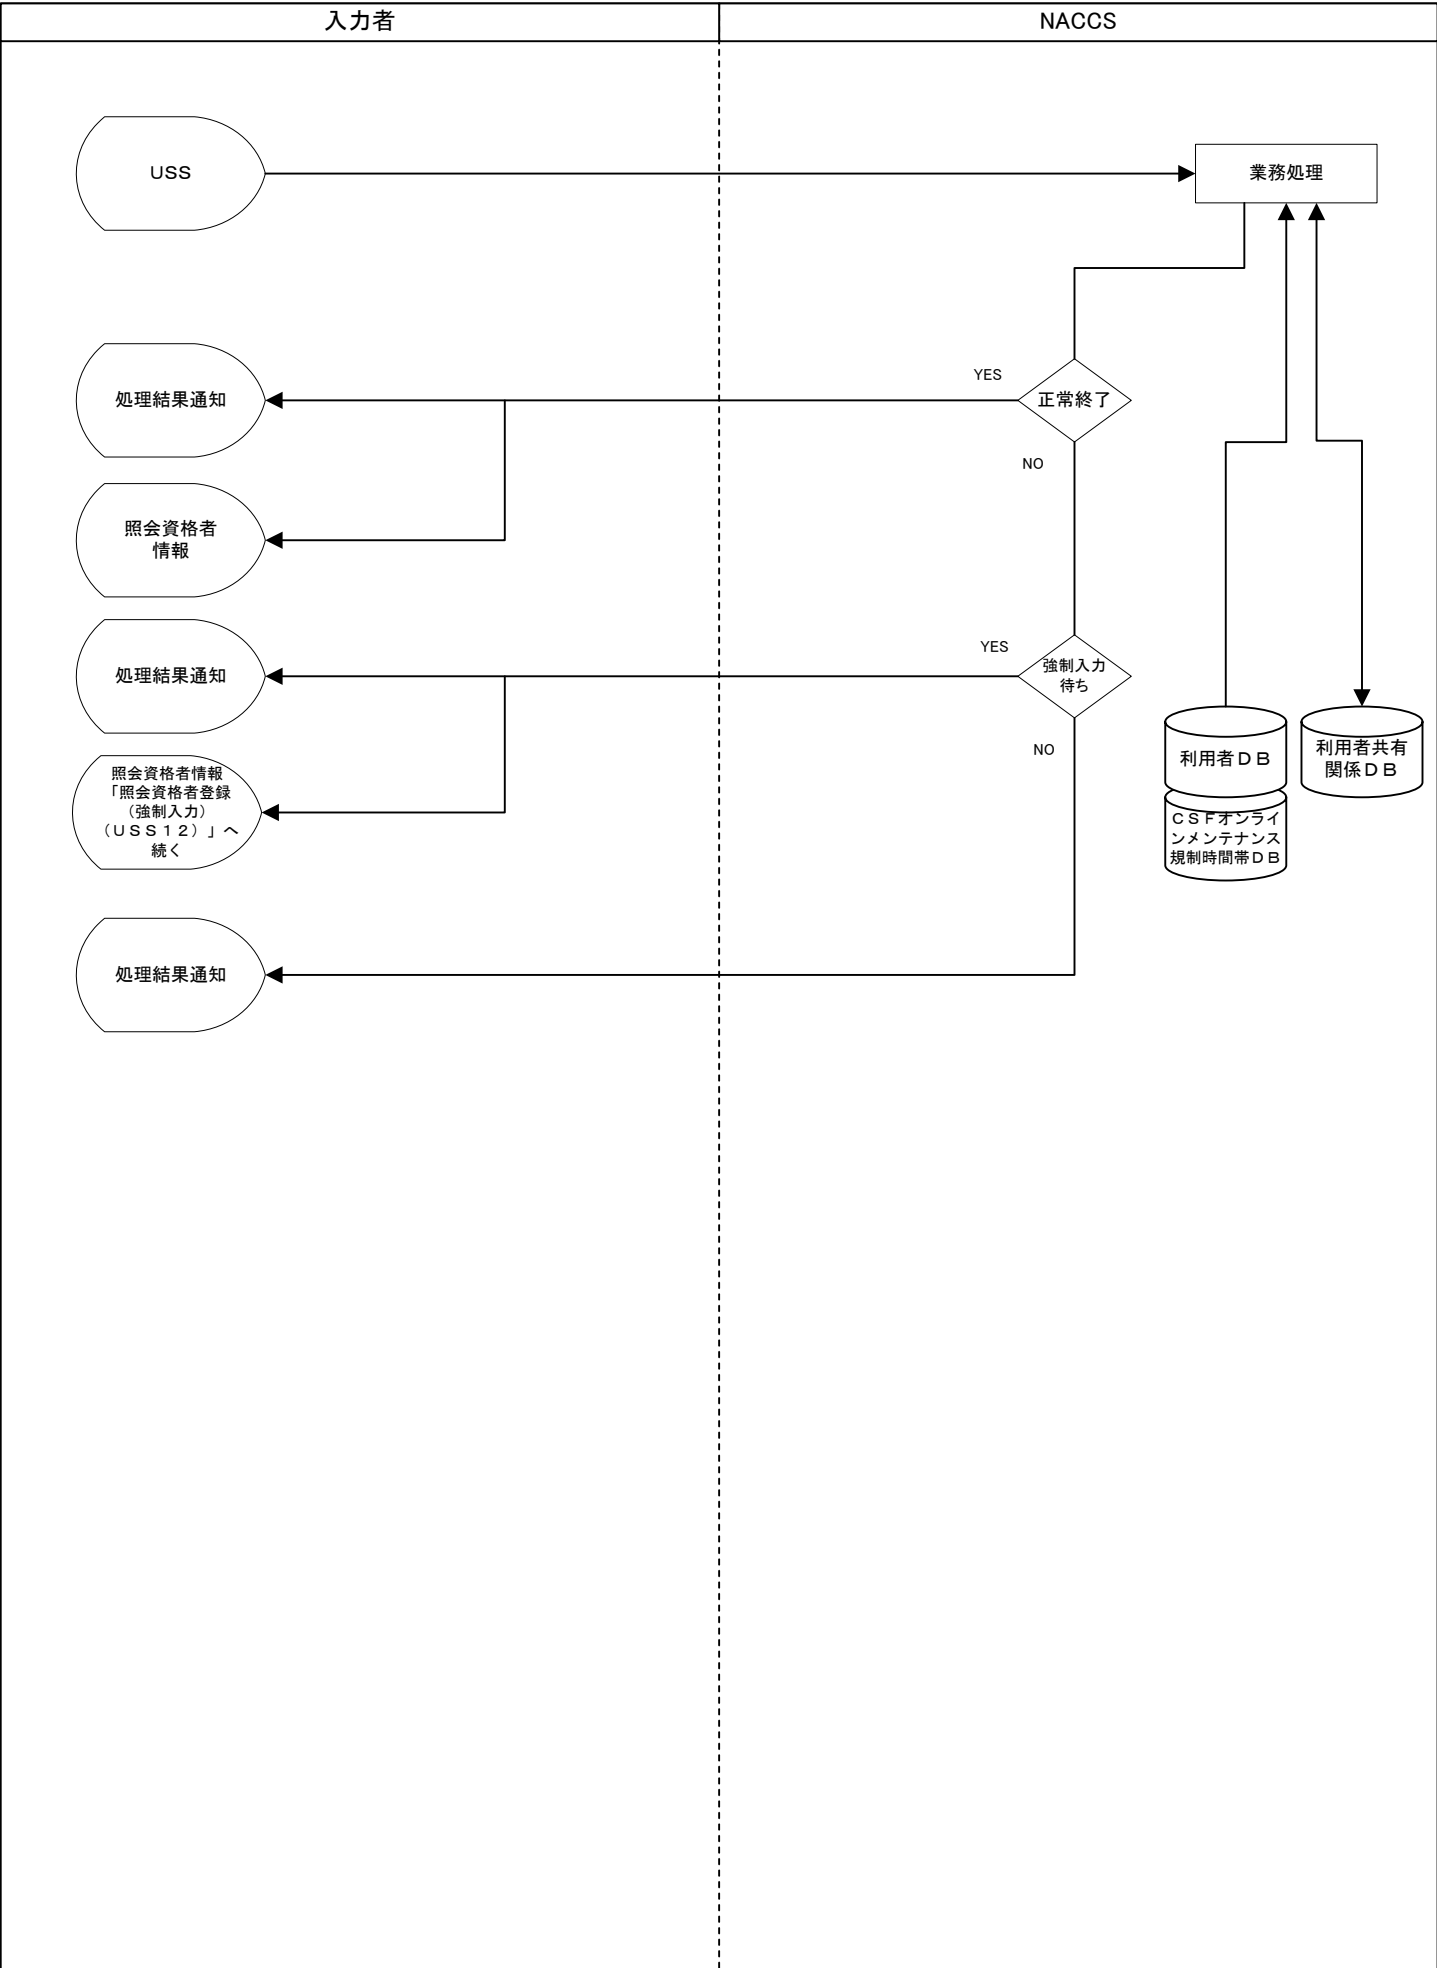 入力者
NACCS
USS
業務処理
処理結果通知
YES
正常終了
NO
照会資格者
情報
処理結果通知
YES
強制入力
待ち
NO
利用者ＤＢ
利用者共有
関係ＤＢ
照会資格者情報
「照会資格者登録
（強制入力）
（ＵＳＳ１２）」へ
続く
ＣＳＦオンライ
ンメンテナンス
規制時間帯ＤＢ
処理結果通知